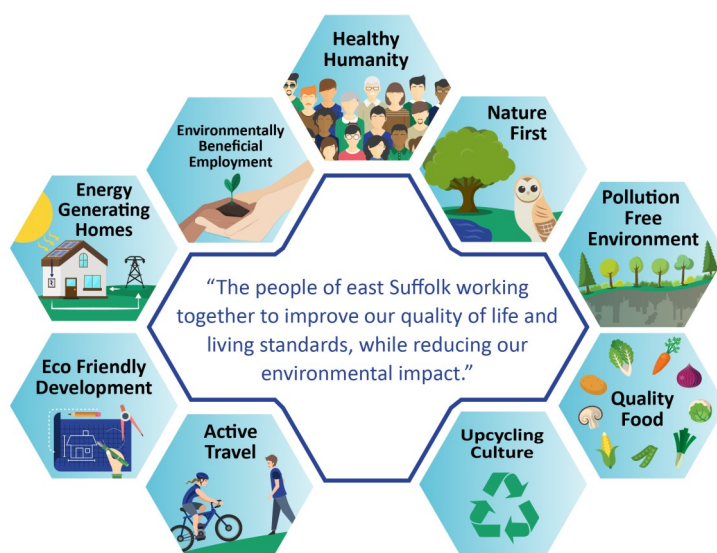 Healthy
Humanity
Environmentally
Beneficial
Employment
Nature
First
Energy
Generating
Homes
Pollution
Free
Environment
“The people of east Suffolk working
together to improve our quality of life and
living standards, while reducing our
environmental impact.”
Eco Friendly
Development
Quality
Food
Active
Travel
Upcycling
Culture